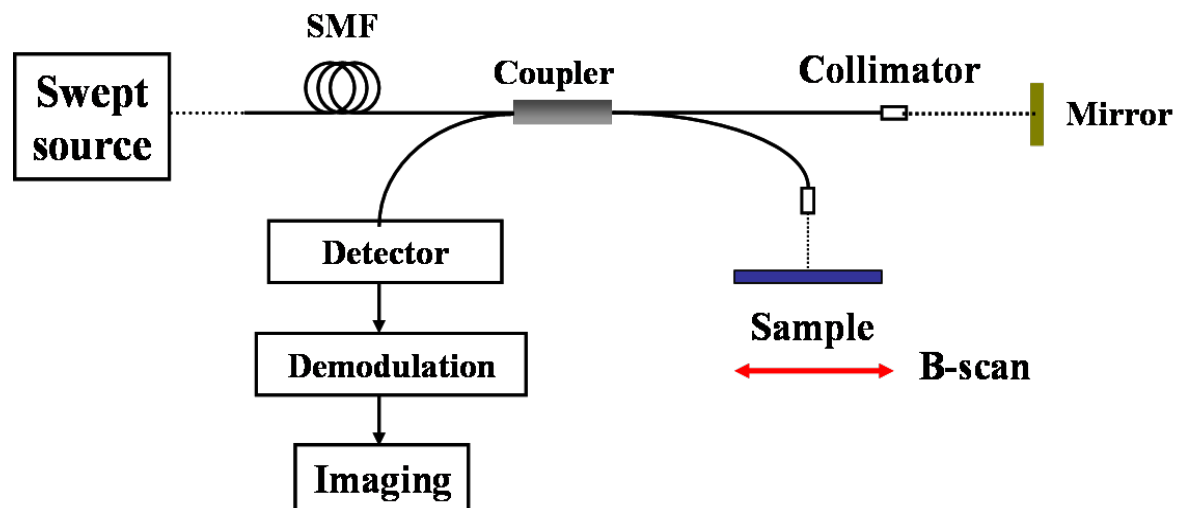 SMF
Swept
source
Coupler
Collimator
Mirror
Detector
Sample
Demodulation
B-scan
Imaging